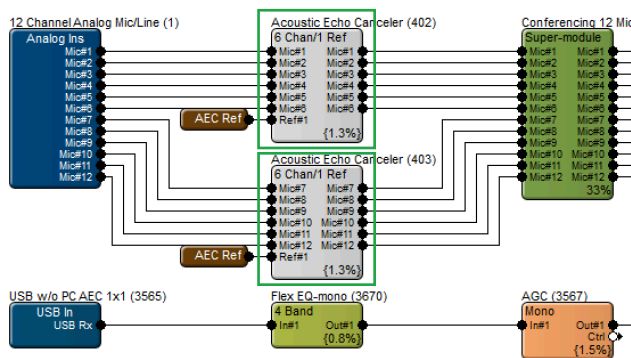 12 Channel Analog Mic/Line (1)
Analog Ins
Mic#1
Mic#2
Mic#3
Mic#4
Mic#5
Mic#6
Mic#7
Mic#8
Mic#9
Mic#10
Mic#11
Mic#12
Acoustic Echo Canceler (402)
6 Chan/1 Ref
Mic#1 Mic#1
Mic#2 Mic#2
Mic#3 Mic#3
Mic#4 Mic#4
Mic#5 Mic#5
Mic#6 Mic#6
Ref#1
{1.3%}
AEC Ref
Acoustic Echo Canceler (403)
6 Chan/1 Ref
Mic#7 Mic#7
Mic#8 Mic#8
Mic#9 Mic#9
Mic#10 Mic#10
Mic#11 Mic#11
Mic#12 Mic#12
Ref#1
{1.3%}
AEC Ref
Conferencing 12 Mic
Super-module
Mic#1 Mic#1
Mic#2 Mic#2
Mic#3 Mic#3
Mic#4 Mic#4
Mic#5 Mic#5
Mic#6 Mic#6
Mic#7 Mic#7
Mic#8 Mic#8
Mic#9 Mic#9
Mic#10 Mic#10
Mic#11 Mic#11
Mic#12 Mic#12
33%
USB w/o PC AEC 1x1 (3565)
USB In
USB Rx
Flex EQ-mono (3670)
4 Band
In#1 Out#1
{0.8%}
AGC (3567)
Mono
In#1 Out#1
Ctrl
{1.5%}